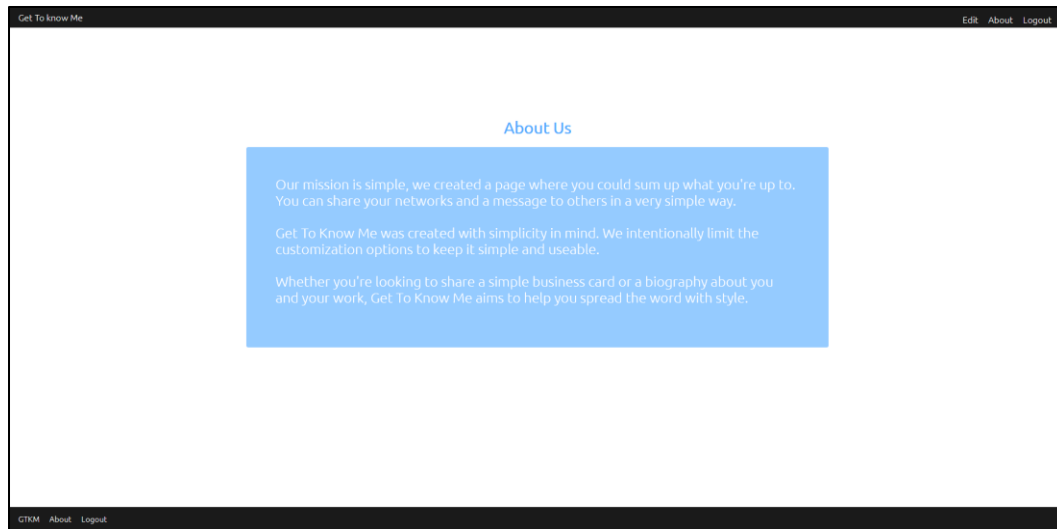 Get To know Me
Edit About Logout
About Us
Our mission is simple, we created a page where you could sum up what you're up to.
You can share your networks and a message to others in a very simple way.
Get To Know Me was created with simplicity in mind. We intentionally limit the
customization options to keep it simple and useable.
Whether you're looking to share a simple business card or a biography about you
and your work, Get To Know Me aims to help you spread the word with style.
GTKM About Logout